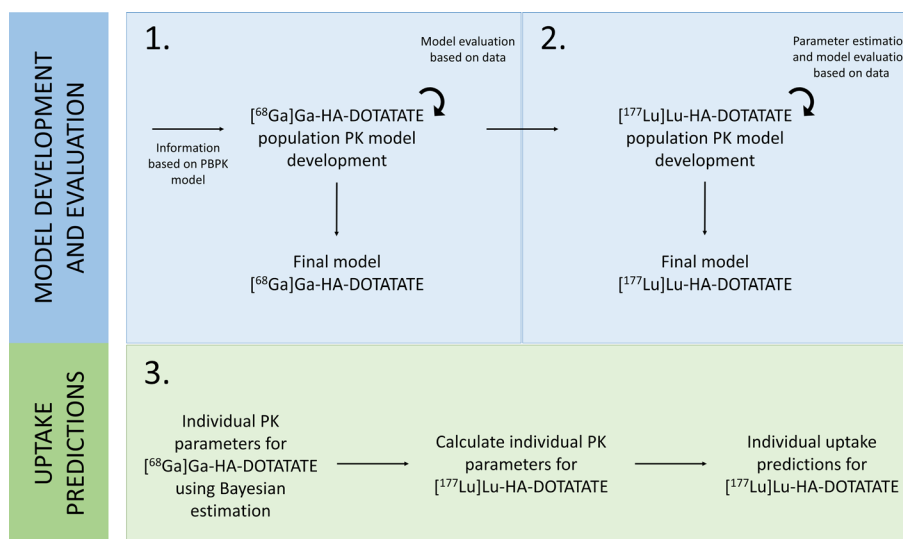 MODEL DEVELOPMENT
AND EVALUATION
1.
Model evaluation
based on data
Information
based on PBPK
model
[⁶⁸Ga]Ga-HA-DOTATATE
population PK model
development
Final model
[⁶⁸Ga]Ga-HA-DOTATATE
2.
Parameter estimatio
and model evaluation
based on data
[¹⁷⁷Lu]Lu-HA-DOTATATE
population PK model
development
Final model
[¹⁷⁷Lu]Lu-HA-DOTATATE
UPTAKE
PREDICTIONS
3.
Individual PK
parameters for
[⁶⁸Ga]Ga-HA-DOTATATE
using Bayesian
estimation
Calculate individual PK
parameters for
[¹⁷⁷Lu]Lu-HA-DOTATATE
Individual uptake
predictions for
[¹⁷⁷Lu]Lu-HA-DOTATATE